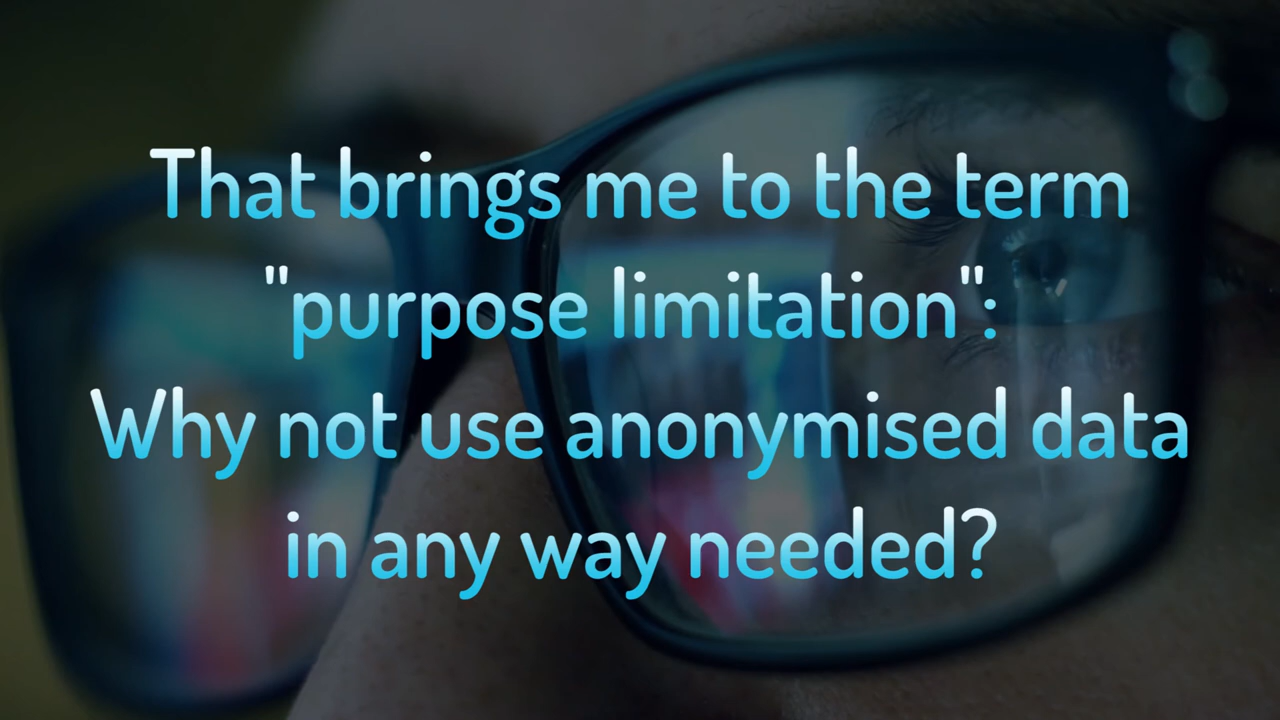 That brings me to the term
"purpose limitation":
Why not use anonymised data
in any way needed?